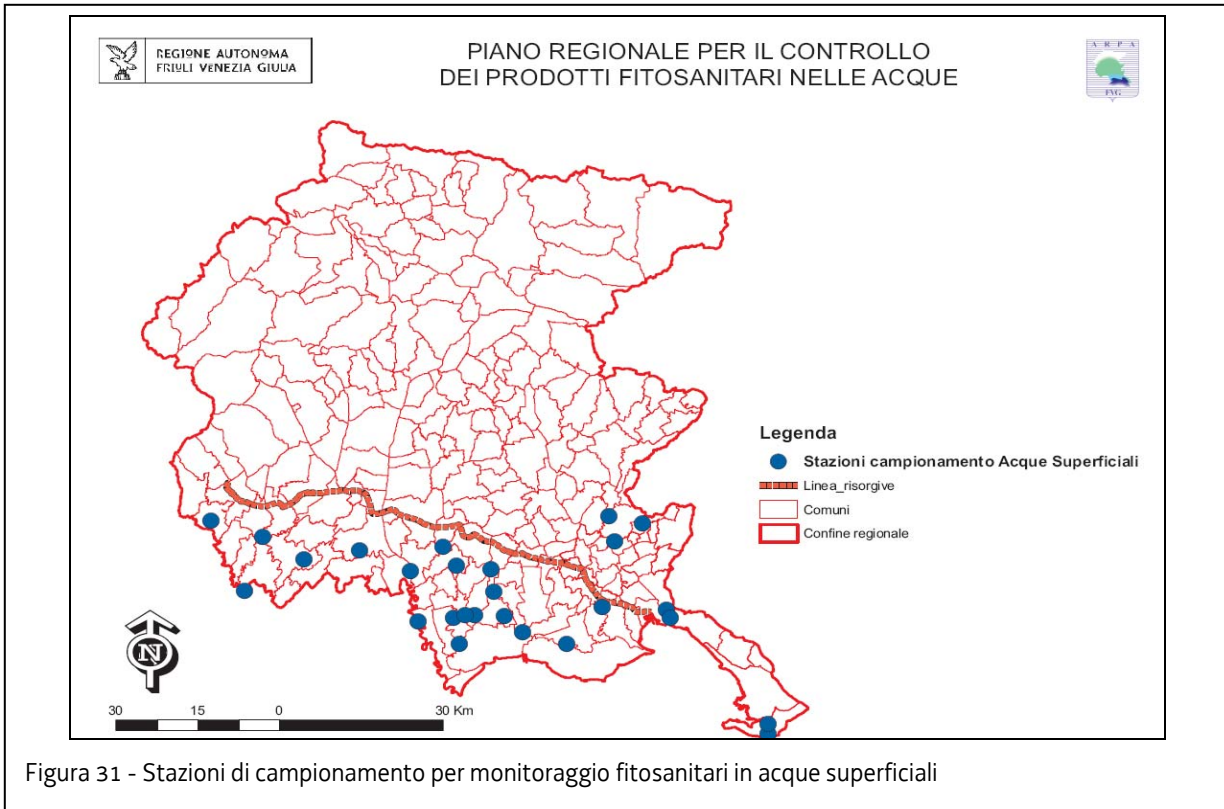 REGIONE AUTONOMA
FRIULI VENEZIA GIULIA
PIANO REGIONALE PER IL CONTROLLO
DEI PRODOTTI FITOSANITARI NELLE ACQUE
A R P A
FVG
Legenda
Stazioni campionamento Acque Superficiali
Linea_risorgive
Comuni
Confine regionale
N
30 15 0 30 Km
Figura 31 - Stazioni di campionamento per monitoraggio fitosanitari in acque superficiali